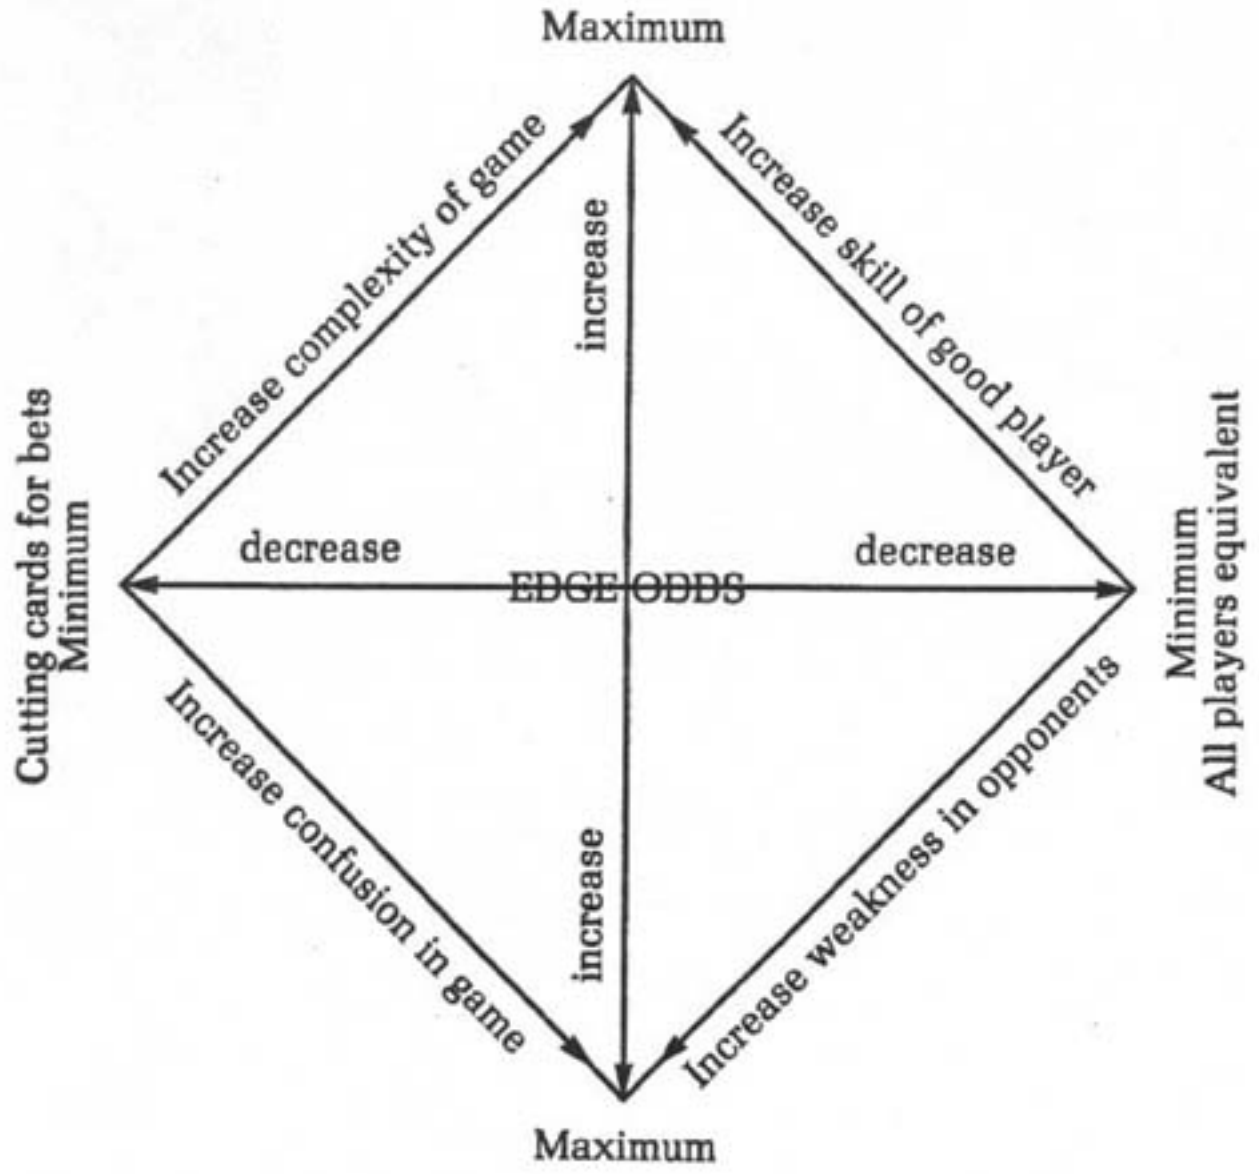 Maximum
Increase complexity of game
increase
Increase skill of good player
Cutting cards for bets
Minimum
decrease
EDGE ODDS
decrease
Minimum
All players equivalent
Increase confusion in game
increase
Increase weakness in opponents
Maximum